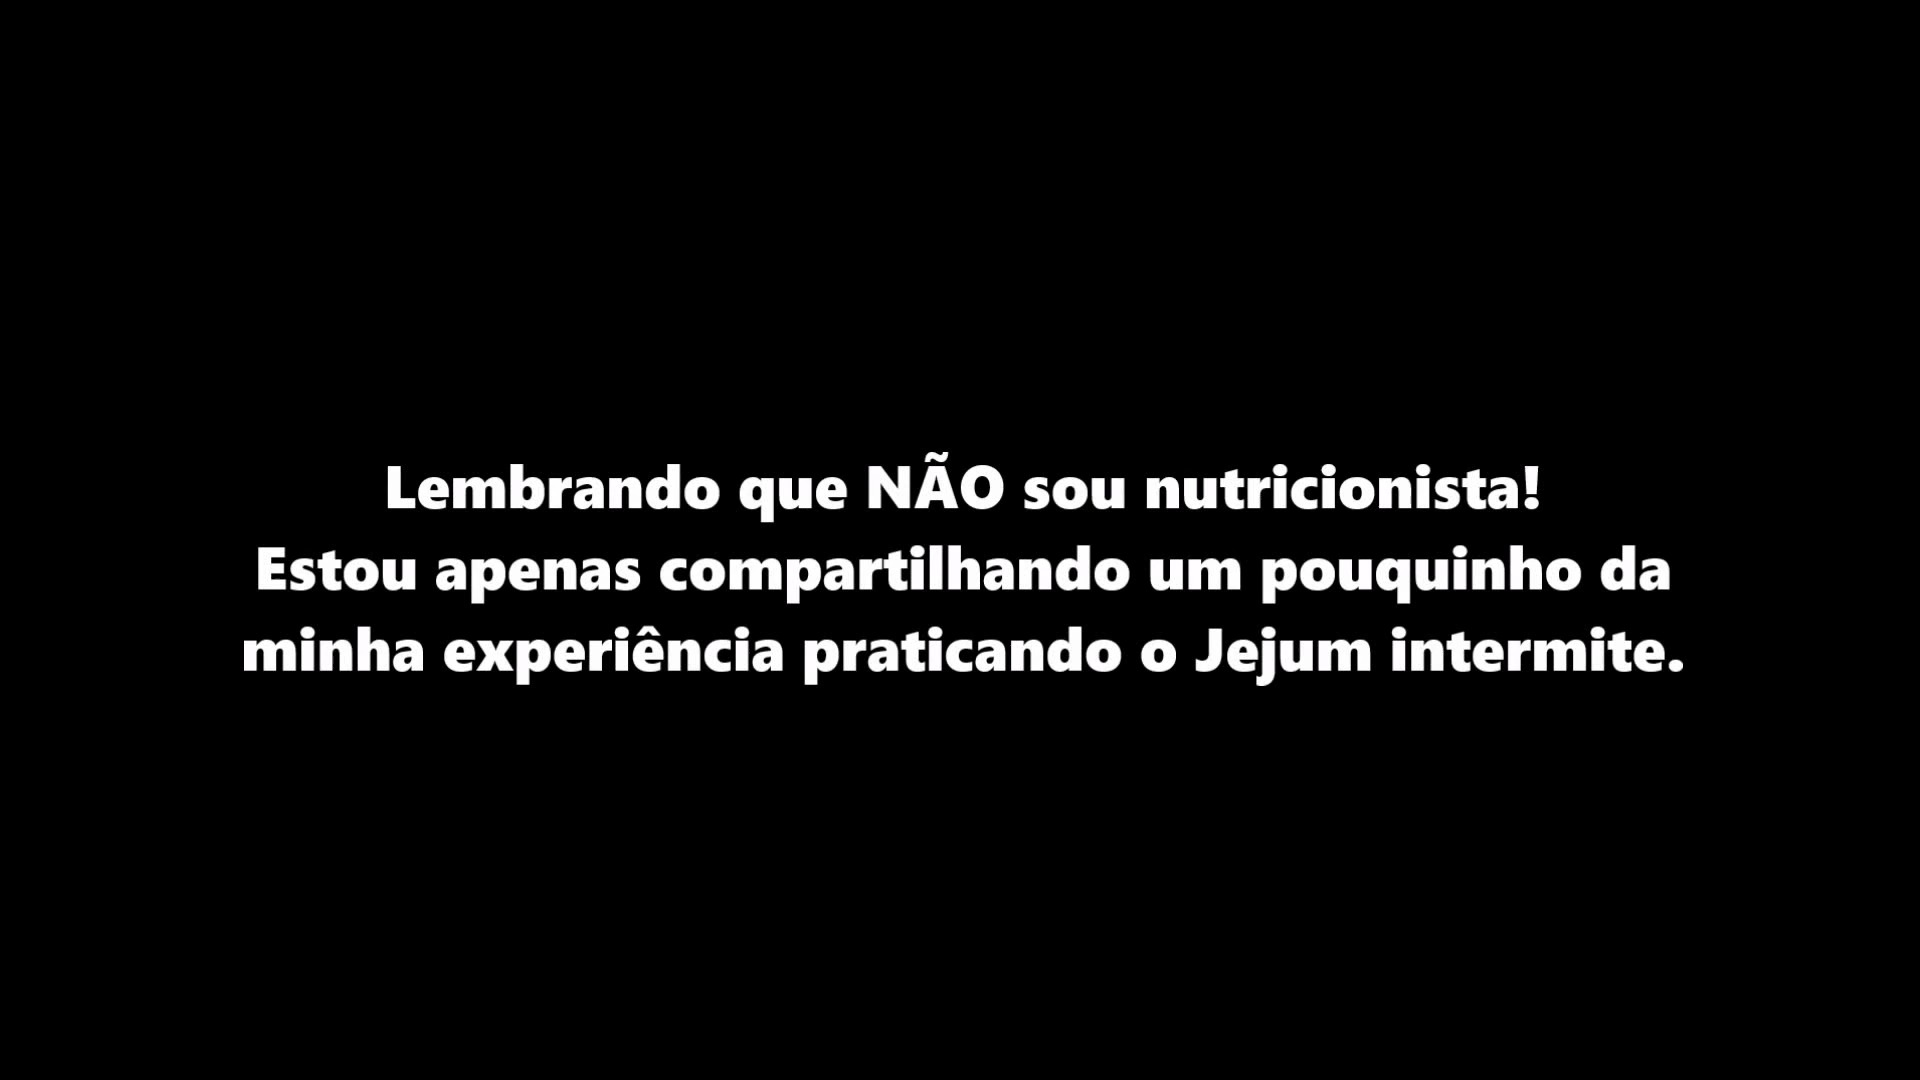 Lembrando que NÃO sou nutricionista!
Estou apenas compartilhando um pouquinho da
minha experiência praticando o Jejum intermite.